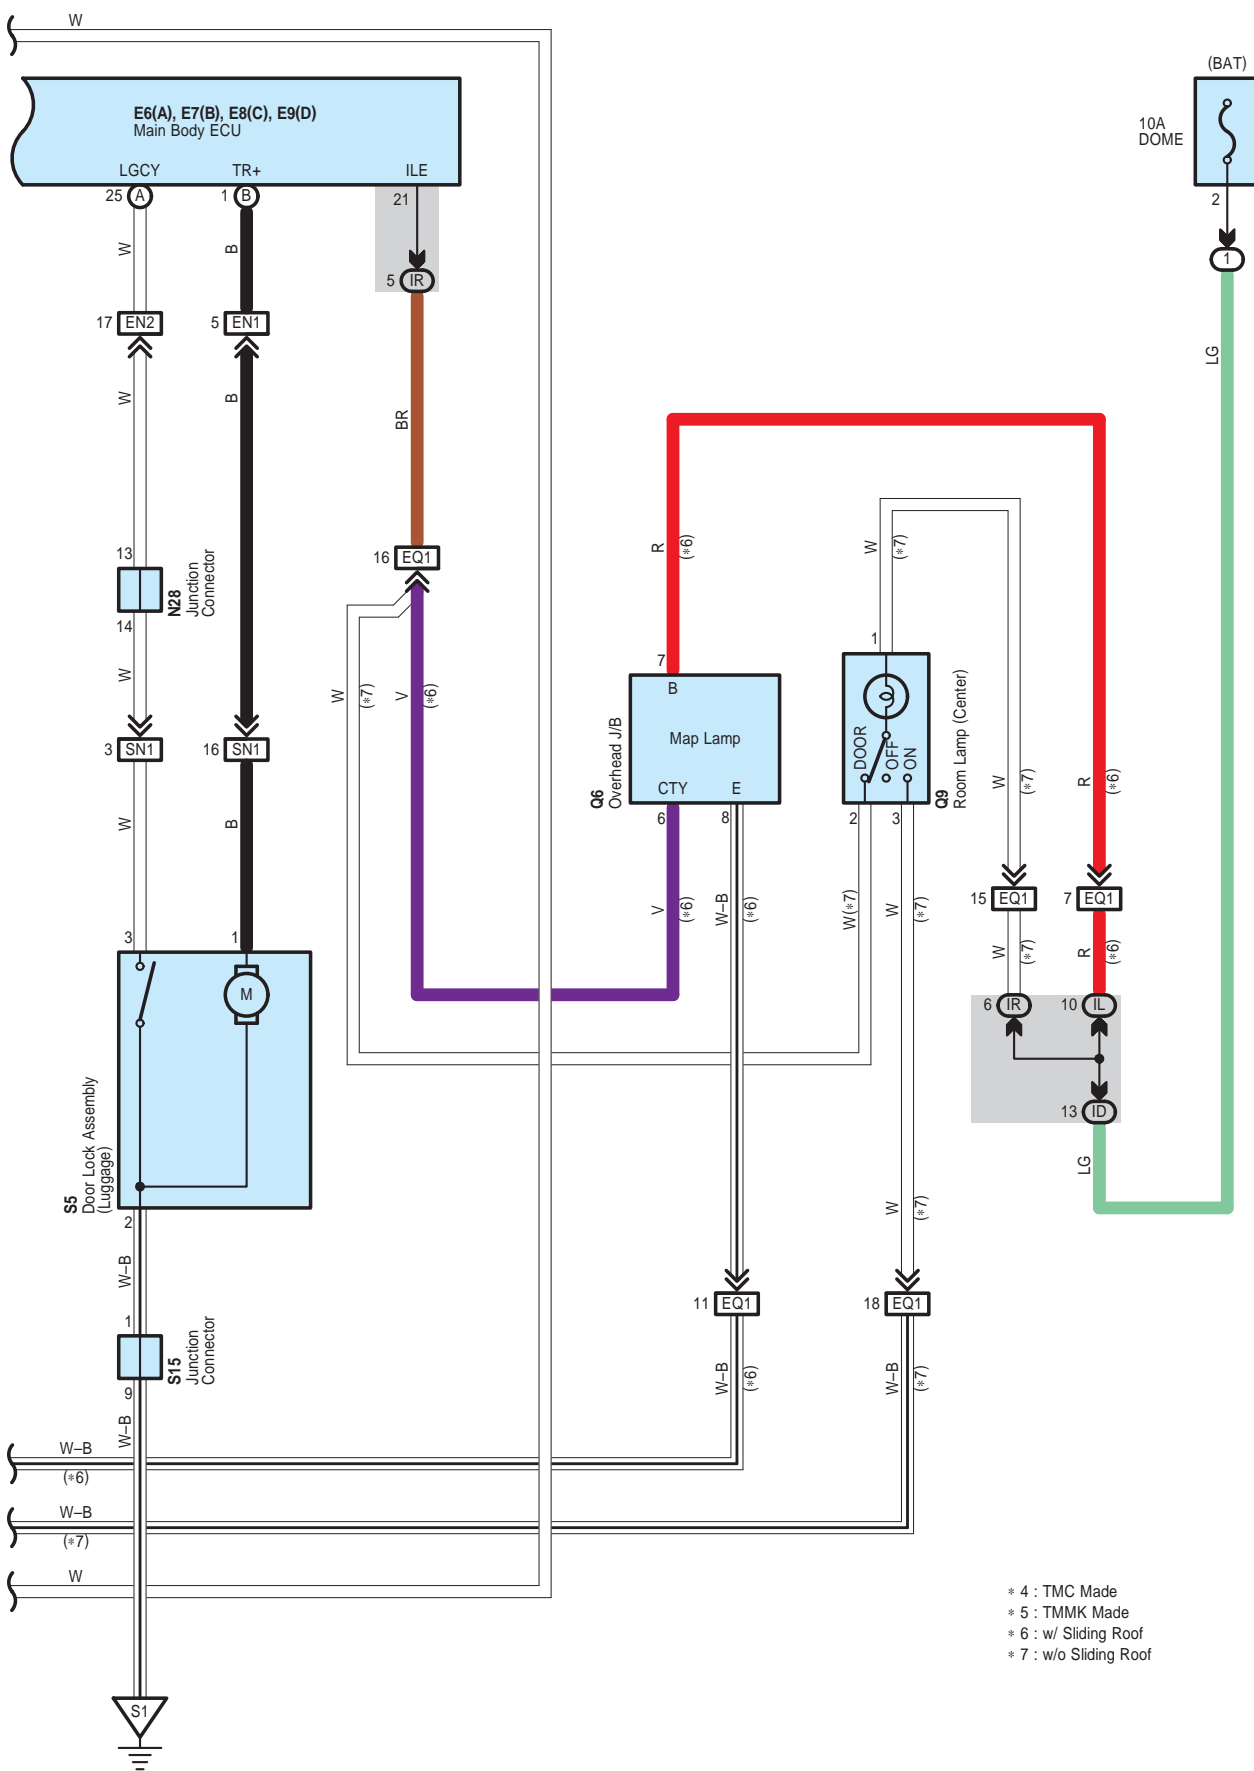 W
(BAT)
E6(A), E7(B), E8(C), E9(D)
Main Body ECU
10A
DOME
LGCY
TR+
ILE
25 A
1 B
21
2
W
B
5 IR
1
17 EN2
5 EN1
LG
W
B
BR
R
(*6)
W
(*7)
13
16 EQ1
N28
Junction
Connector
14
W
1
7
B
W
(*7)
V
(*6)
Map Lamp
DOOR
OFF
ON
3 SN1
16 SN1
Q6
Overhead J/B
CTY
E
Q9
Room Lamp (Center)
W
(*7)
R
(*6)
W
B
6
8
2
3
V
(*6)
W–B
(*6)
W(*7)
W
(*7)
15 EQ1
7 EQ1
3
1
W
(*7)
R
(*6)
M
6 IR
10 IL
S5
Door Lock Assembly
(Luggage)
13 ID
LG
2
W
(*7)
W–B
1
11 EQ1
18 EQ1
S15
Junction
Connector
9
W–B
(*6)
W–B
(*7)
W–B
W–B
(*6)
W–B
(*7)
W
* 4 : TMC Made
* 5 : TMMK Made
* 6 : w/ Sliding Roof
* 7 : w/o Sliding Roof
S1